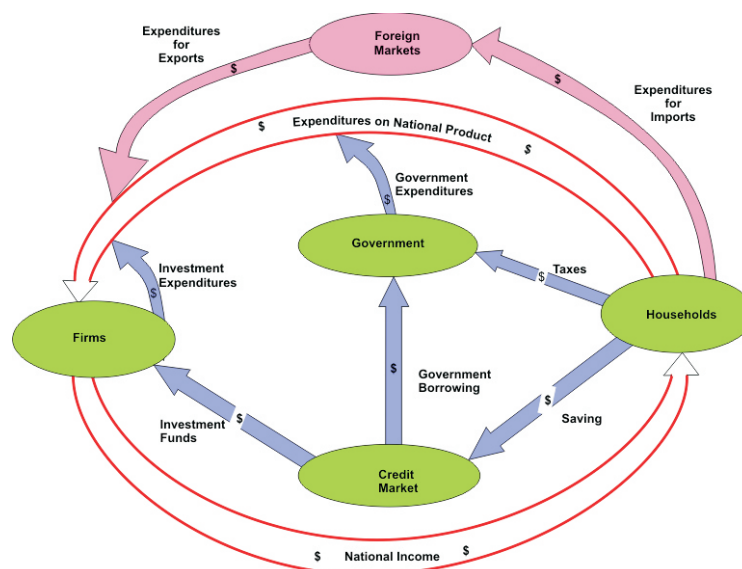 Expenditures
for
Exports
Foreign
Markets
$
$
Expenditures
for
Imports
$ Expenditures on National Product $
Government
Expenditures
$
Government
Investment
Expenditures
$
Taxes
$
Firms
Households
$
Government
Borrowing
$
Saving
Investment
Funds
$
Credit
Market
$ National Income $